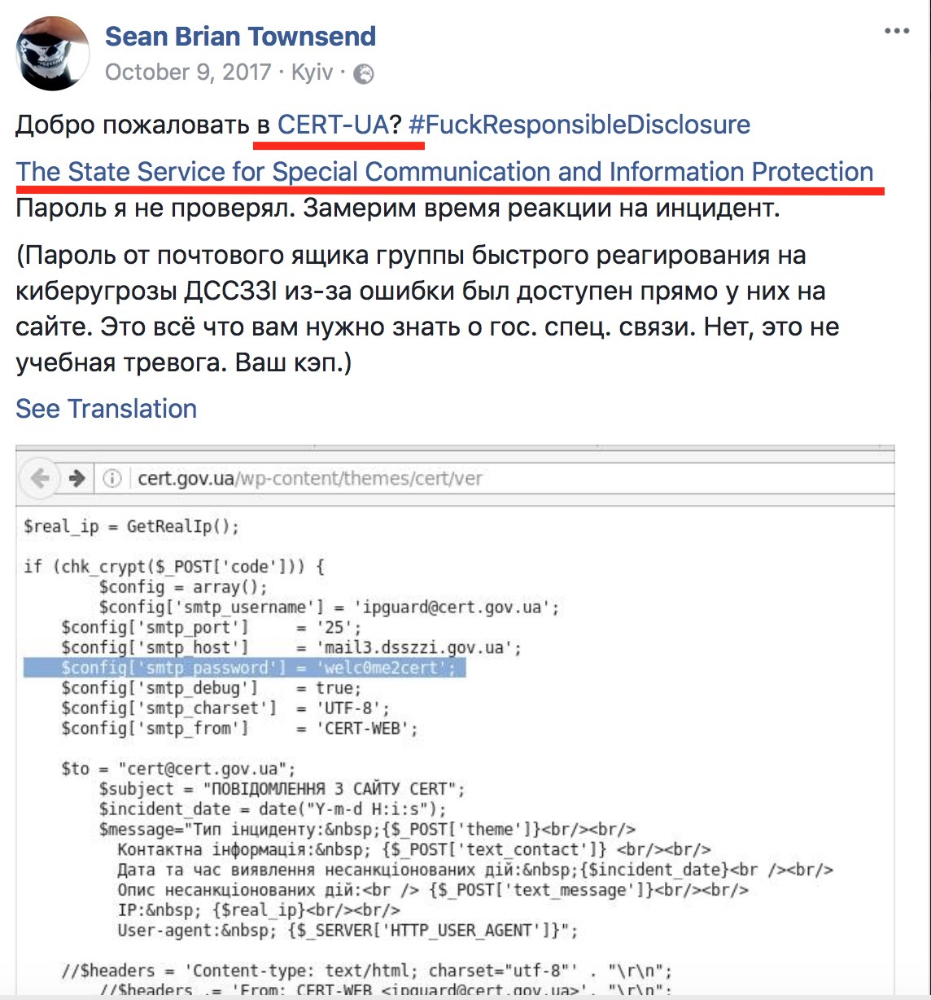 Sean Brian Townsend
October 9, 2017 · Kyiv ·
Добро пожаловать в CERT-UA? #FuckResponsibleDisclosure
The State Service for Special Communication and Information Protection
Пароль я не проверял. Замерим время реакции на инцидент.
(Пароль от почтового ящика группы быстрого реагирования на
киберугрозы ДССЗЗІ из-за ошибки был доступен прямо у них на
сайте. Это всё что вам нужно знать о гос. спец. связи. Нет, это не
учебная тревога. Ваш кэп.)
See Translation
cert.gov.ua/wp-content/themes/cert/ver
$real_ip = GetRealIp();
if (chk_crypt($_POST['code'])) {
$config = array();
$config['smtp_username'] = 'ipguard@cert.gov.ua';
$config['smtp_port'] = '25';
$config['smtp_host'] = 'mail3.dsszzi.gov.ua';
$config['smtp_password'] = 'welc0me2cert';
$config['smtp_debug'] = true;
$config['smtp_charset'] = 'UTF-8';
$config['smtp_from'] = 'CERT-WEB';
$to = "cert@cert.gov.ua";
$subject = "ПОВІДОМЛЕННЯ З САЙТУ CERT";
$incident_date = date("Y-m-d H:i:s");
$message="Тип інциденту:&nbsp;{$_POST['theme']}<br/><br/>
Контактна інформація:&nbsp; {$_POST['text_contact']} <br/><br/>
Дата та час виявлення несанкціонованих дій:&nbsp;{$incident_date}<br /><br/>
Опис несанкціонованих дій:<br /> {$_POST['text_message']}<br/><br/>
IP:&nbsp; {$real_ip}<br/><br/>
User-agent:&nbsp; {$_SERVER['HTTP_USER_AGENT']}";
//$headers = 'Content-type: text/html; charset="utf-8"' . "\r\n";
//$headers .= 'From: CERT-WEB <ipguard@cert.gov.ua>'. "\r\n";